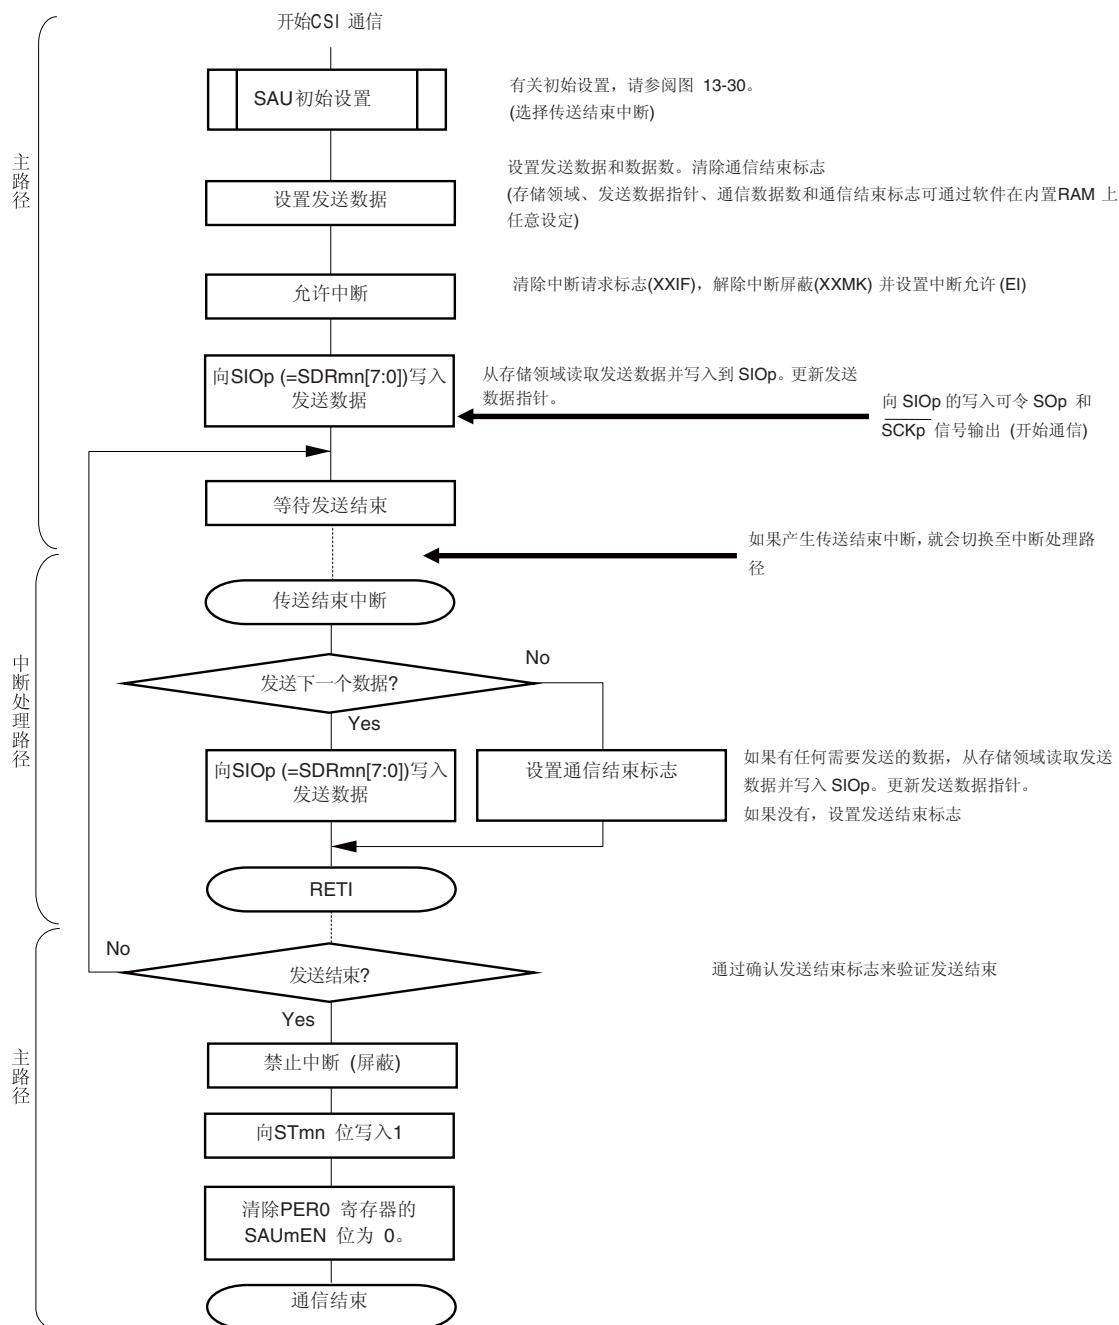 开始CSI 通信
SAU初始设置
有关初始设置，请参阅图 13-30。
(选择传送结束中断)
主路径
设置发送数据
设置发送数据和数据数。清除通信结束标志
(存储领域、发送数据指针、通信数据数和通信结束标志可通过软件在内置RAM 上
任意设定)
允许中断
清除中断请求标志(XXIF)，解除中断屏蔽(XXMK) 并设置中断允许 (EI)
向SIOp (=SDRmn[7:0])写入
发送数据
从存储领域读取发送数据并写入到 SIOp。更新发送
数据指针。
向 SIOp 的写入可令 SOp 和
SCKp 信号输出 (开始通信)
等待发送结束
如果产生传送结束中断，就会切换至中断处理路
径
传送结束中断
中断处理路径
发送下一个数据?
No
Yes
向SIOp (=SDRmn[7:0])写入
发送数据
设置通信结束标志
如果有任何需要发送的数据，从存储领域读取发送
数据并写入 SIOp。更新发送数据指针。
如果没有，设置发送结束标志
RETI
No
发送结束?
通过确认发送结束标志来验证发送结束
Yes
主路径
禁止中断 (屏蔽)
向STmn 位写入1
清除PER0 寄存器的
SAUmEN 位为 0。
通信结束